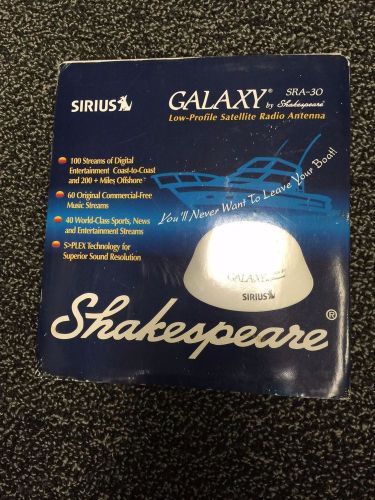 SIRIUS
GALAXY® SRA-30
by Shakespeare®
Low-Profile Satellite Radio Antenna
100 Streams of Digital
Entertainment Coast-to-Coast
and 200+ Miles Offshore™
60 Original Commercial-Free
Music Streams
40 World-Class Sports, News
and Entertainment Streams
S>PLEX Technology for
Superior Sound Resolution
You'll Never Want To Leave Your Boat!
GALAXY
SIRIUS
Shakespeare®